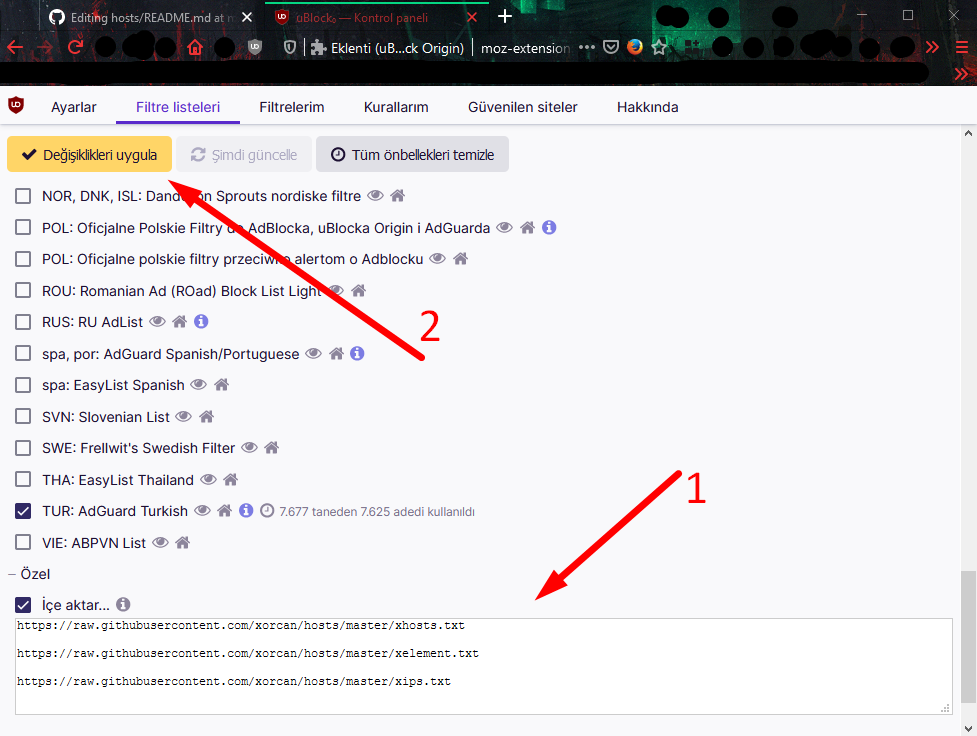 Editing hosts/README.md at m
uBlock₀ — Kontrol paneli
Eklenti (uB...ck Origin)
moz-extension
Ayarlar
Filtre listeleri
Filtrelerim
Kurallarım
Güvenilen siteler
Hakkında
Değişiklikleri uygula
Şimdi güncelle
Tüm önbellekleri temizle
NOR, DNK, ISL: Dandelion Sprouts nordiske filtre
POL: Oficjalne Polskie Filtry do AdBlocka, uBlocka Origin i AdGuarda
POL: Oficjalne polskie filtry przeciwko alertom o Adblocku
ROU: Romanian Ad (ROad) Block List Light
2
RUS: RU AdList
spa, por: AdGuard Spanish/Portuguese
spa: EasyList Spanish
SVN: Slovenian List
SWE: Frellwit's Swedish Filter
THA: EasyList Thailand
1
TUR: AdGuard Turkish 7.677 taneden 7.625 adedi kullanıldı
VIE: ABPVN List
– Özel
İçe aktar...
https://raw.githubusercontent.com/xorcan/hosts/master/xhosts.txt
https://raw.githubusercontent.com/xorcan/hosts/master/xelement.txt
https://raw.githubusercontent.com/xorcan/hosts/master/xips.txt